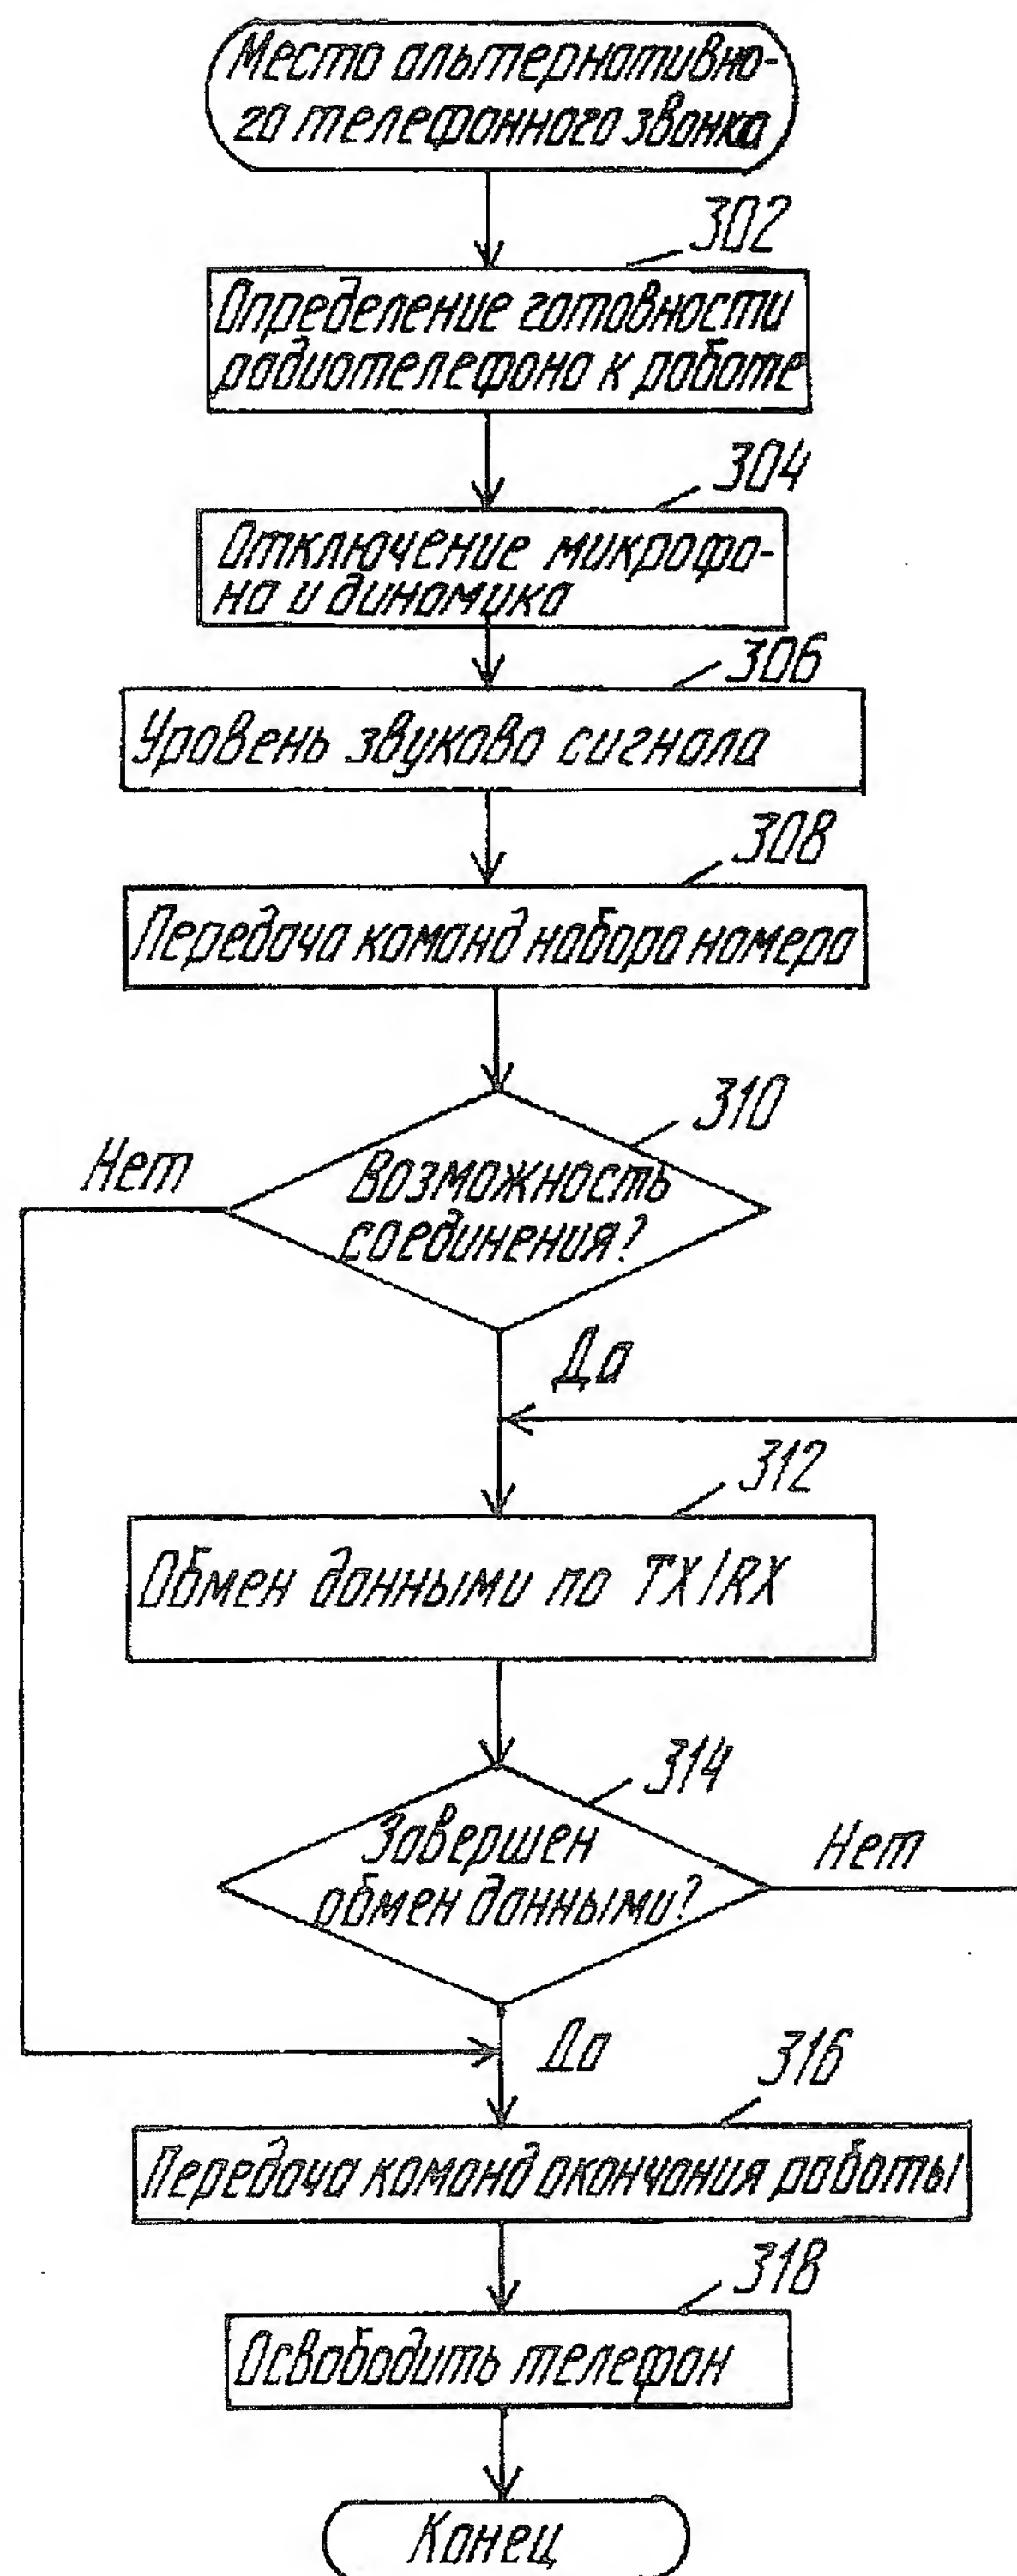 Место альтернативно-
го телефонного звонка
302
Определение готовности
радиотелефона к работе
304
Отключение микрофо-
на и динамика
306
Уровень звуково сигнала
308
Передача команд набора номера
310
Нет
Возможность
соединения?
Да
312
Обмен данными по TX/RX
314
Завершен
обмен данными?
Нет
Да
316
Передача команд окончания работы
318
Освободить телефон
Конец